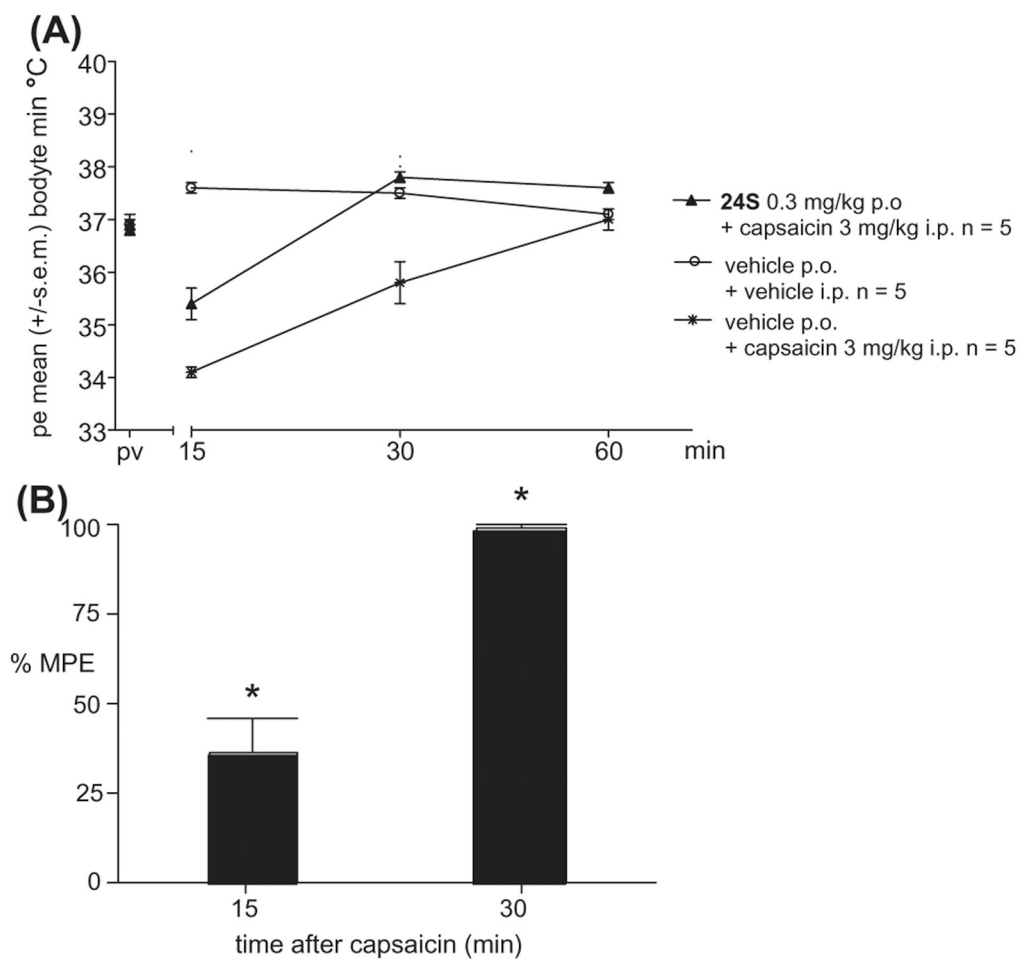 (A)
pe mean (+/-s.e.m.) bodyte min °C
40
39
38
37
36
35
34
33
pv
15
30
60
min
24S 0.3 mg/kg p.o
+ capsaicin 3 mg/kg i.p. n = 5
vehicle p.o.
+ vehicle i.p. n = 5
vehicle p.o.
+ capsaicin 3 mg/kg i.p. n = 5
(B)
100
75
% MPE
50
25
0
*
*
15
30
time after capsaicin (min)